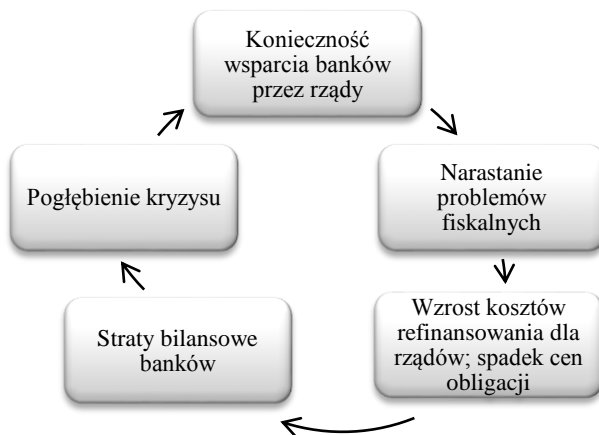 Konieczność
wsparcia banków
przez rządy
Narastanie
problemów
fiskalnych
Wzrost kosztów
refinansowania dla
rządów; spadek cen
obligacji
Straty bilansowe
banków
Pogłębienie kryzysu